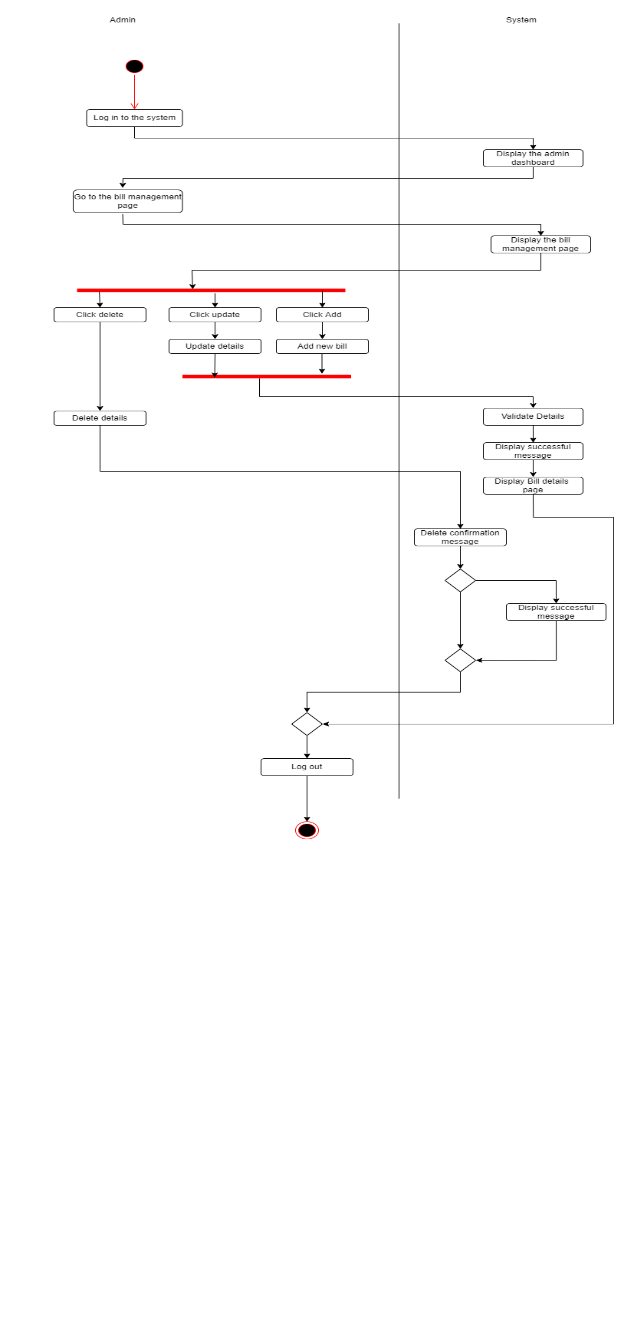 Admin
System
Log in to the system
Display the admin
dashboard
Go to the bill management
page
Display the bill
management page
Click delete
Click update
Click Add
Update details
Add new bill
Delete details
Validate Details
Display successful
message
Display Bill details
page
Delete confirmation
message
Display successful
message
Log out